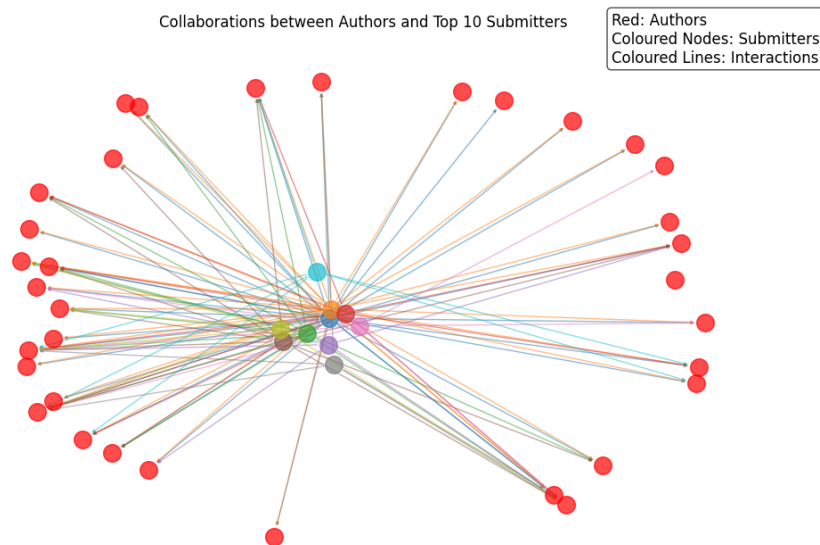 Collaborations between Authors and Top 10 Submitters
Red: Authors
Coloured Nodes: Submitters
Coloured Lines: Interactions